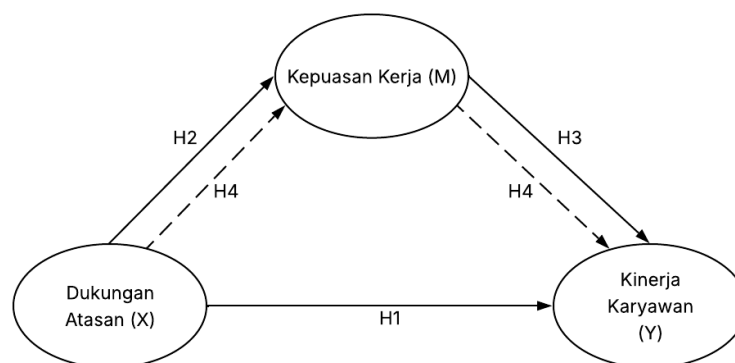 Kepuasan Kerja (M)
H2
H3
H4
H4
Dukungan
Atasan (X)
H1
Kinerja
Karyawan
(Y)